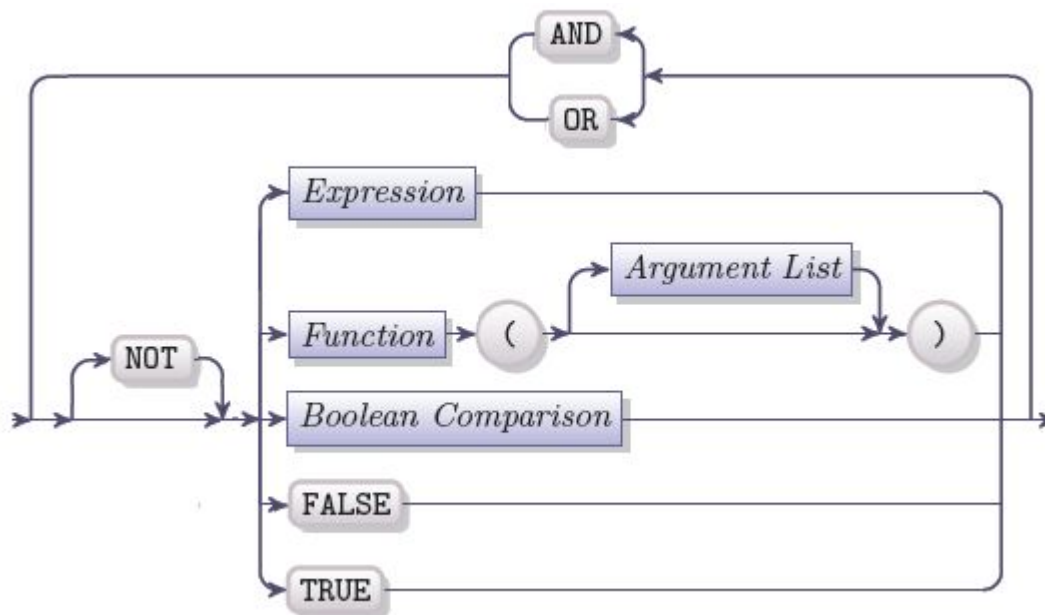 AND
OR
Expression
Argument List
Function ( )
NOT
Boolean Comparison
FALSE
TRUE